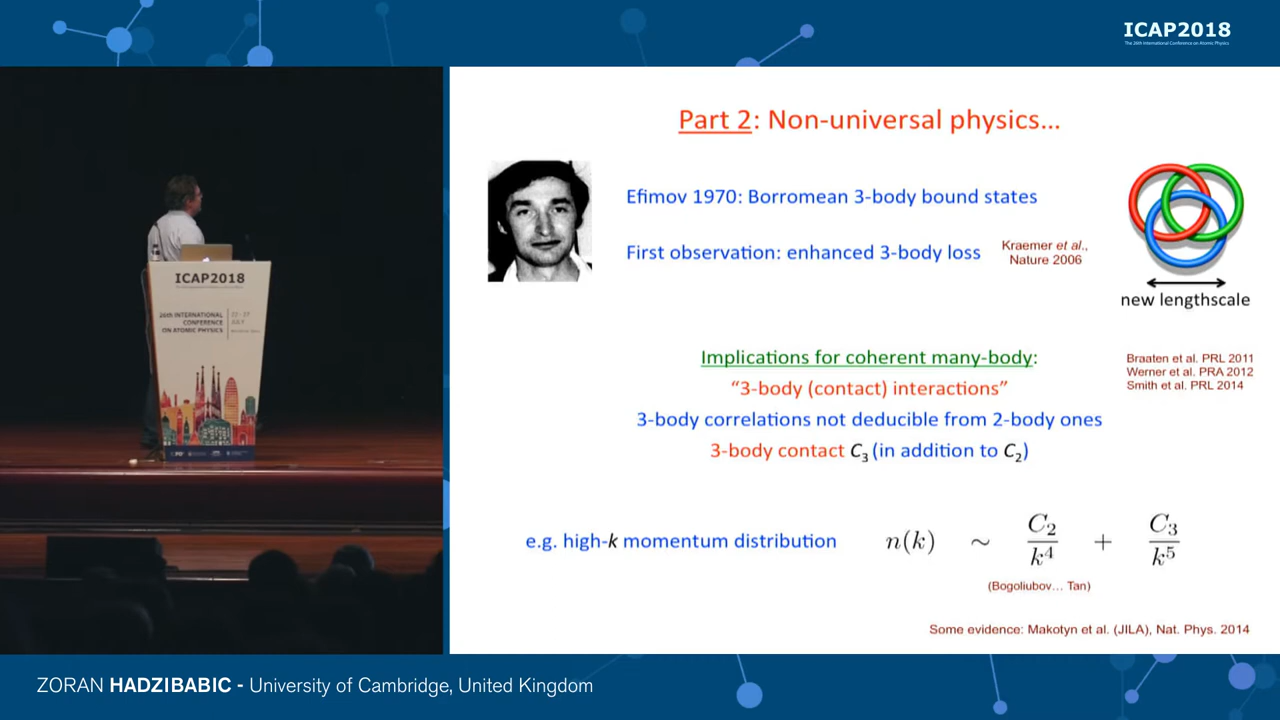 ICAP2018
The 26th International Conference on Atomic Physics
Part 2: Non-universal physics…
Efimov 1970: Borromean 3-body bound states
First observation: enhanced 3-body loss
Kraemer et al.,
Nature 2006
new lengthscale
Implications for coherent many-body:
“3-body (contact) interactions”
3-body correlations not deducible from 2-body ones
3-body contact C₃ (in addition to C₂)
Braaten et al. PRL 2011
Werner et al. PRA 2012
Smith et al. PRL 2014
e.g. high-k momentum distribution n(k) ~ C₂/k⁴ + C₃/k⁵
(Bogoliubov… Tan)
Some evidence: Makotyn et al. (JILA), Nat. Phys. 2014
ICAP2018
26th INTERNATIONAL
CONFERENCE
ON ATOMIC PHYSICS
22-27
JULY
ZORAN HADZIBABIC - University of Cambridge, United Kingdom